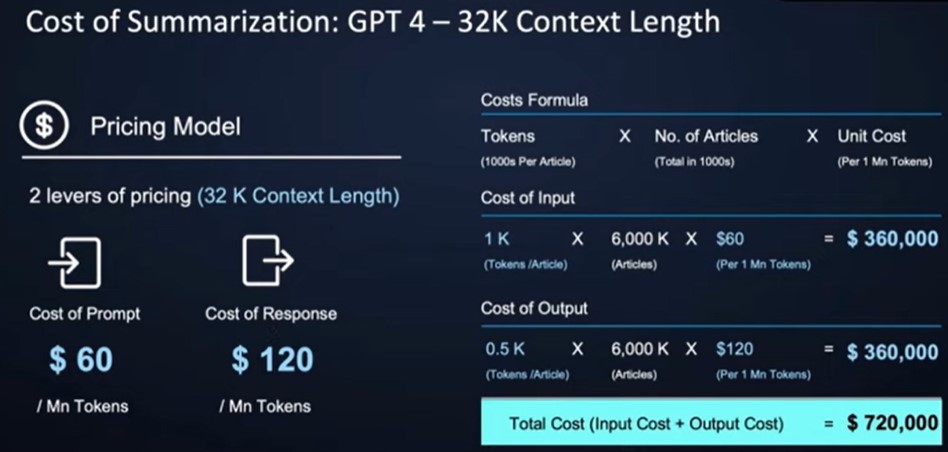 Cost of Summarization: GPT 4 – 32K Context Length
$ Pricing Model
2 levers of pricing (32 K Context Length)
Cost of Prompt Cost of Response
$ 60 $ 120
/ Mn Tokens / Mn Tokens
Costs Formula
Tokens X No. of Articles X Unit Cost
(1000s Per Article) (Total in 1000s) (Per 1 Mn Tokens)
Cost of Input
1 K X 6,000 K X $60 = $ 360,000
(Tokens /Article) (Articles) (Per 1 Mn Tokens)
Cost of Output
0.5 K X 6,000 K X $120 = $ 360,000
(Tokens /Article) (Articles) (Per 1 Mn Tokens)
Total Cost (Input Cost + Output Cost) = $ 720,000